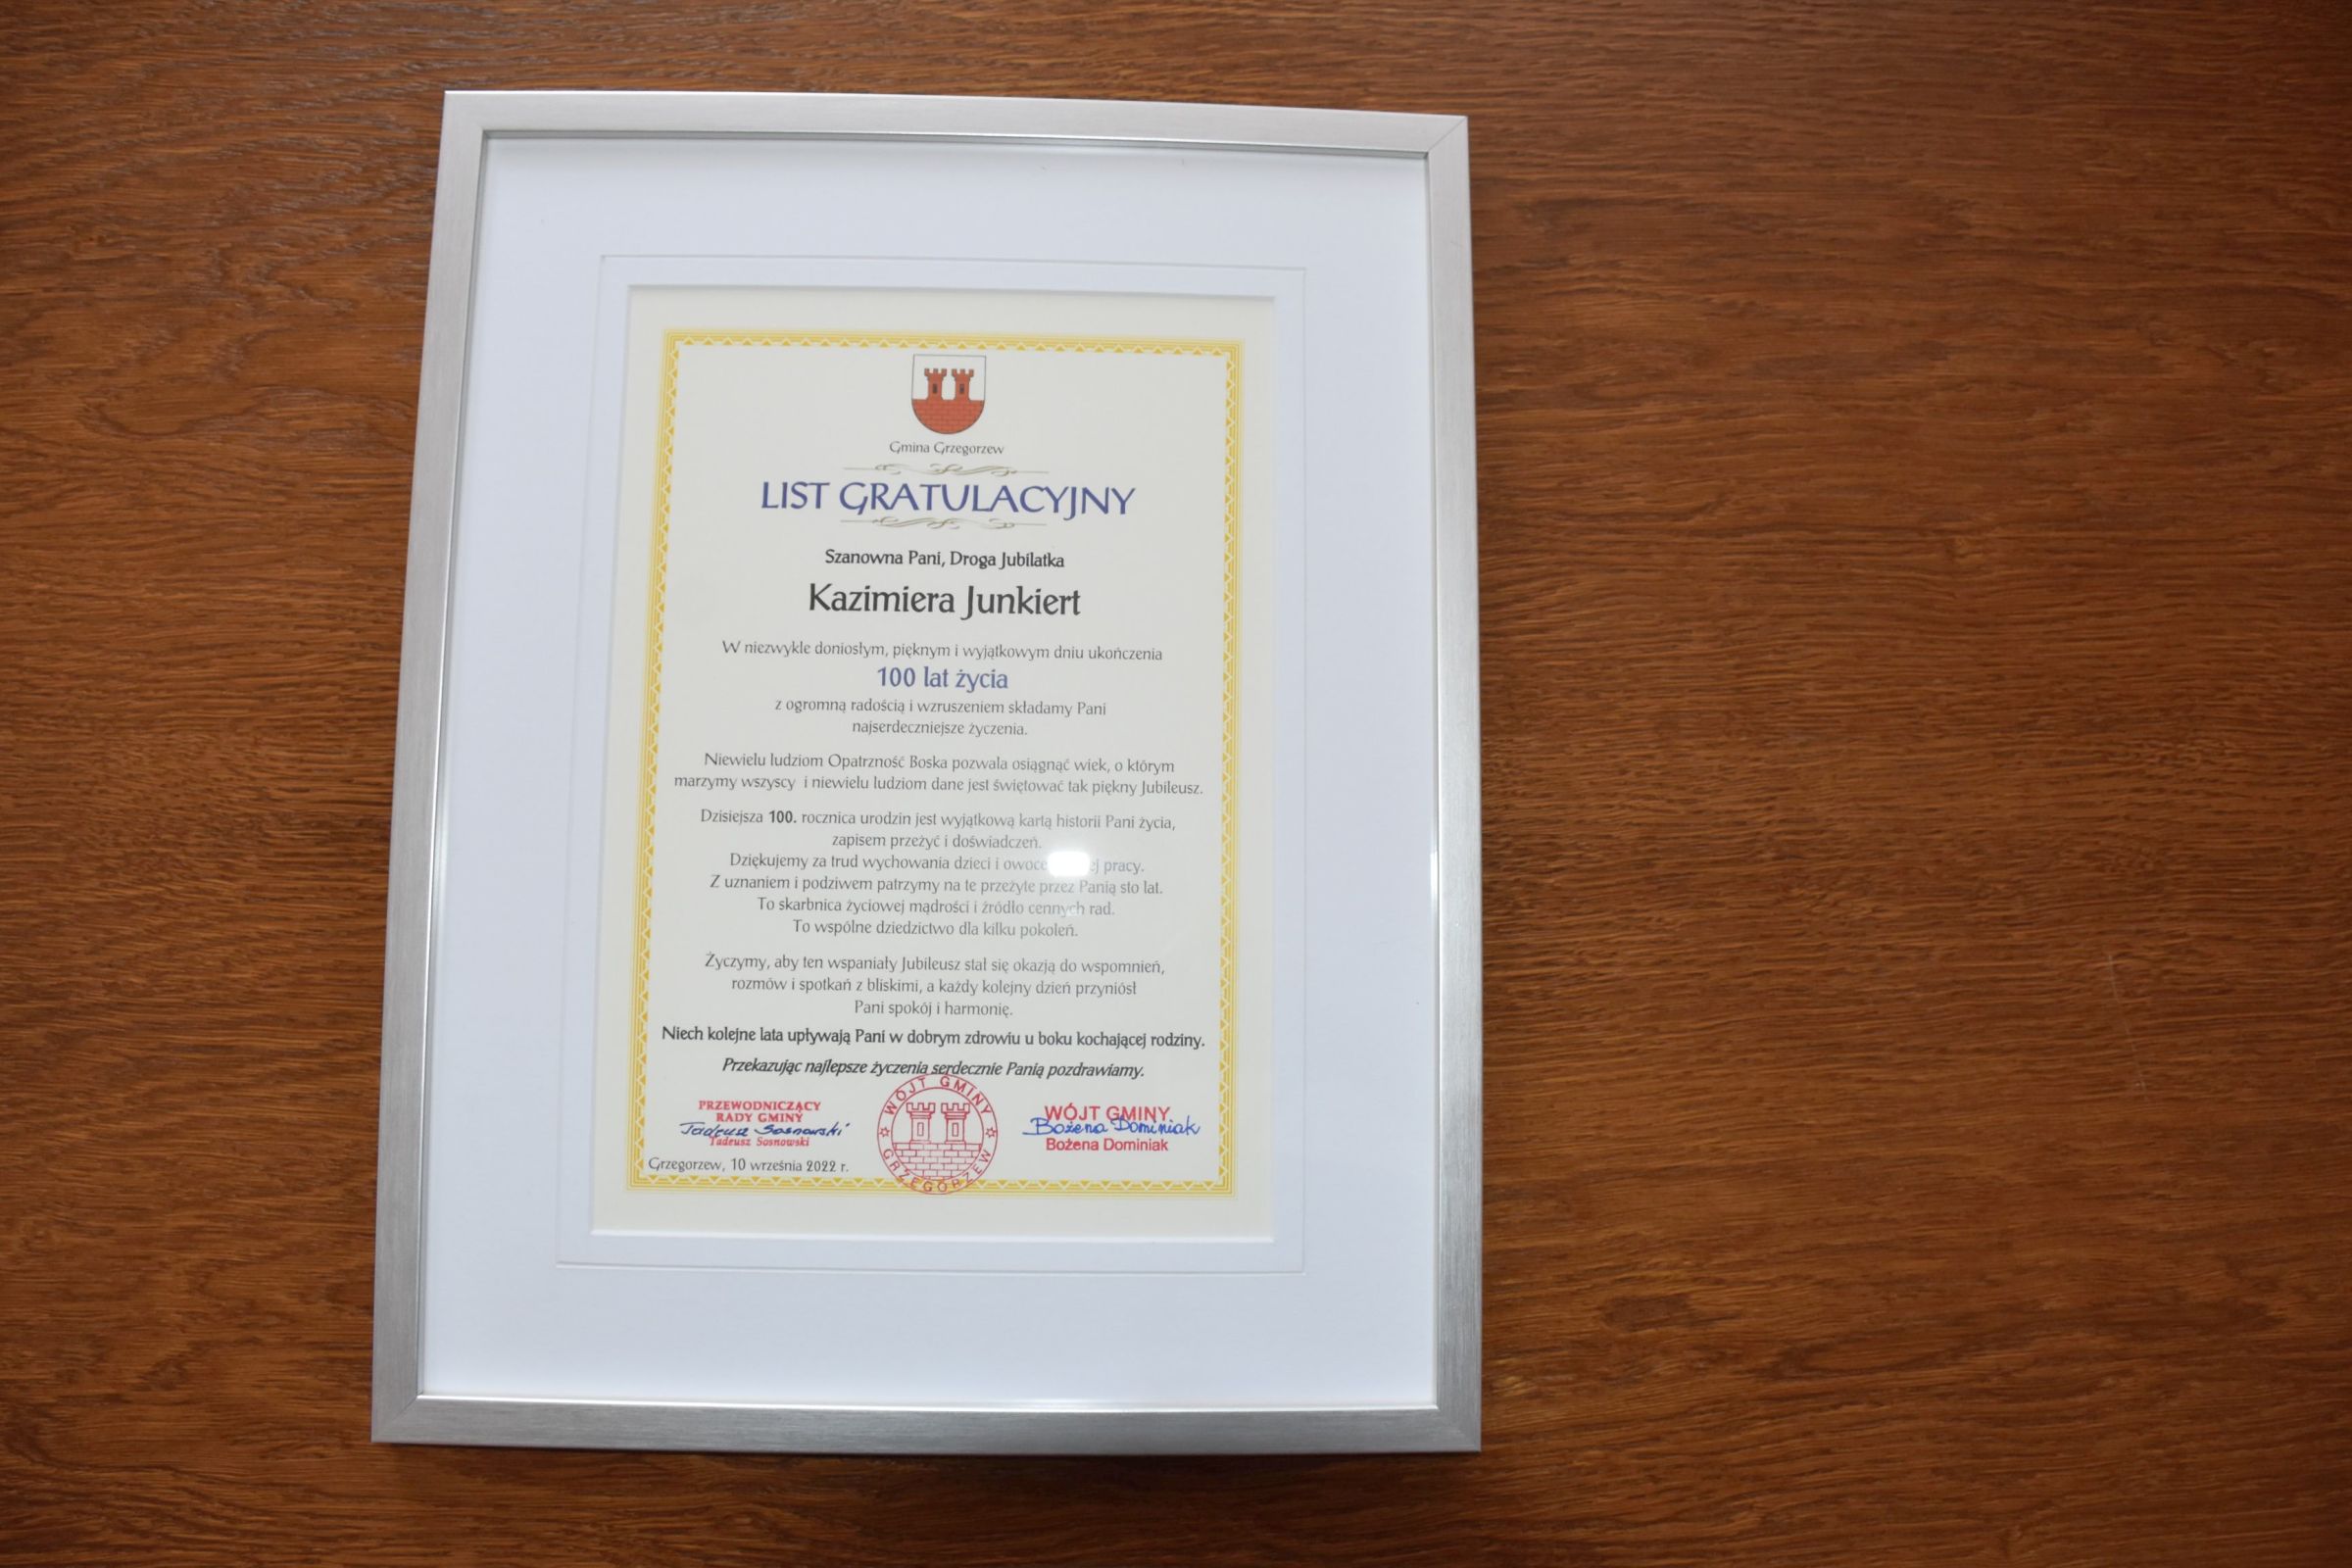 Gmina Grzegorzew
LIST GRATULACYJNY
Szanowna Pani, Droga Jubilatka
Kazimiera Junkiert
W niezwykle doniosłym, pięknym i wyjątkowym dniu ukończenia
100 lat życia
z ogromną radością i wzruszeniem składamy Pani
najserdeczniejsze życzenia.
Niewielu ludziom Opatrzność Boska pozwala osiągnąć wiek, o którym
marzymy wszyscy i niewielu ludziom dane jest świętować tak piękny Jubileusz.
Dzisiejsza 100. rocznica urodzin jest wyjątkową kartą historii Pani życia,
zapisem przeżyć i doświadczeń.
Dziękujemy za trud wychowania dzieci i pracy.
Z uznaniem i podziwem patrzymy na te przeżyte przez Panią sto lat.
To skarbnica życiowej mądrości i źródło cennych rad.
To wspólne dziedzictwo dla kilku pokoleń.
Życzymy, aby ten wspaniały Jubileusz stał się okazją do wspomnień,
rozmów i spotkań z bliskimi, a każdy kolejny dzień przyniósł
Pani spokój i harmonię.
Niech kolejne lata upływają Pani w dobrym zdrowiu u boku kochającej rodziny.
Przekazując najlepsze życzenia serdecznie Panią pozdrawiamy.
PRZEWODNICZĄCY
RADY GMINY
Tadeusz Sosnowski
Tadeusz Sosnowski
WÓJT GMINY
GRZEGORZEW
WÓJT GMINY
Bożena Dominiak
Bożena Dominiak
Grzegorzew, 10 września 2022 r.